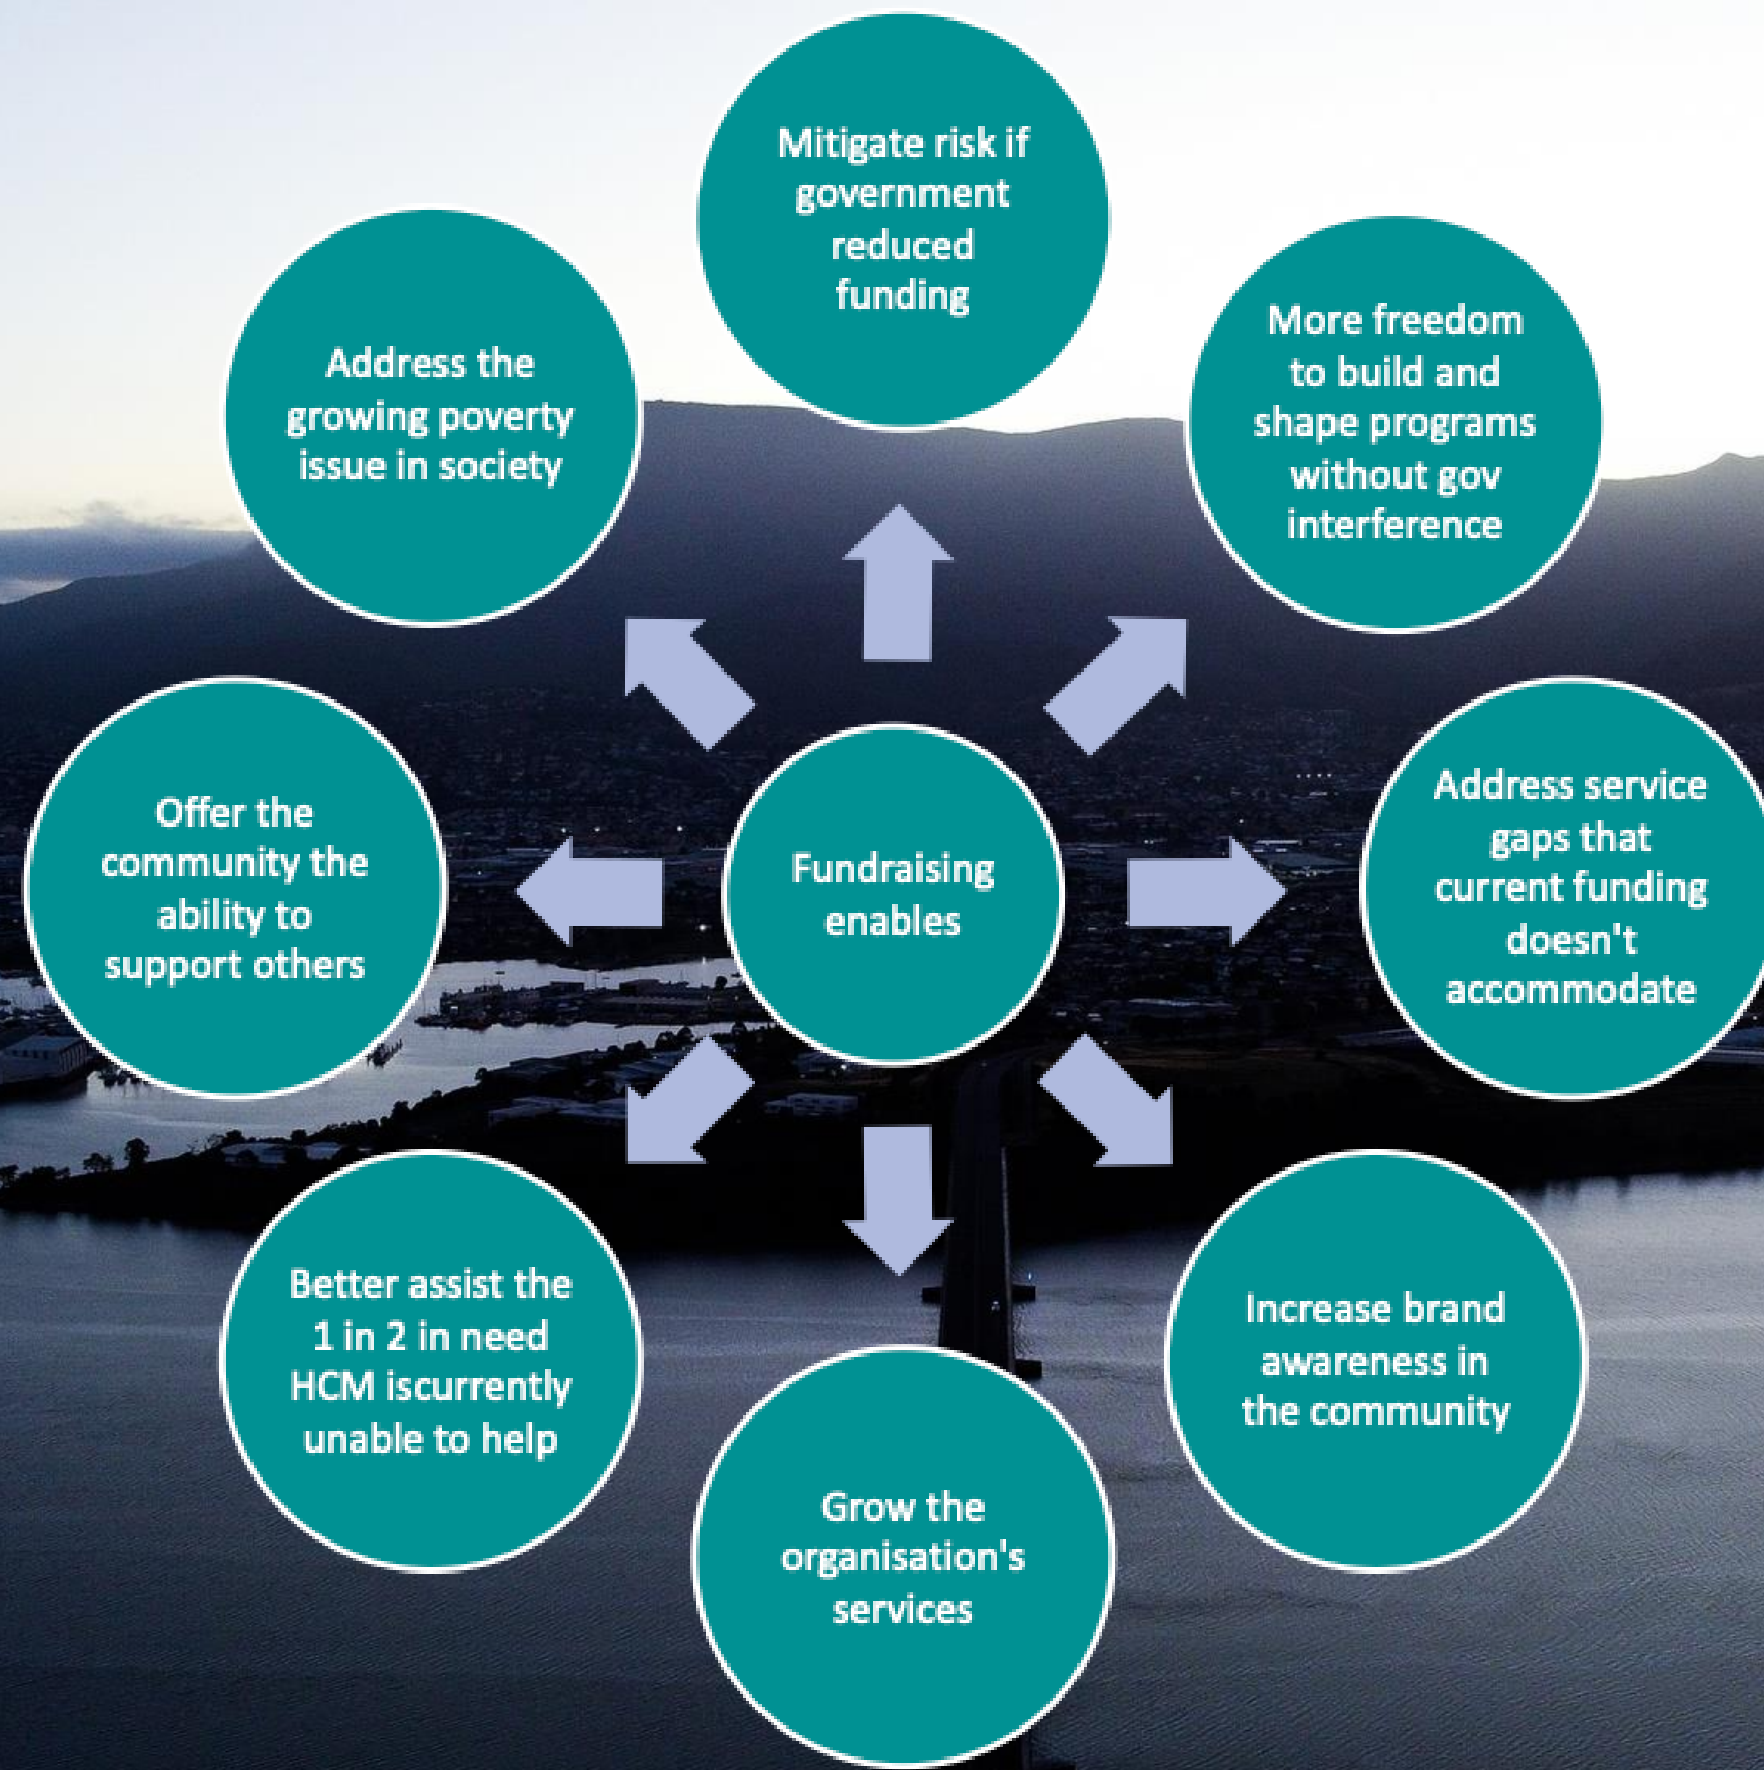 Mitigate risk if
government
reduced
funding
More freedom
to build and
shape programs
without gov
interference
Address service
gaps that
current funding
doesn't
accommodate
Increase brand
awareness in
the community
Grow the
organisation's
services
Better assist the
1 in 2 in need
HCM iscurrently
unable to help
Offer the
community the
ability to
support others
Address the
growing poverty
issue in society
Fundraising
enables